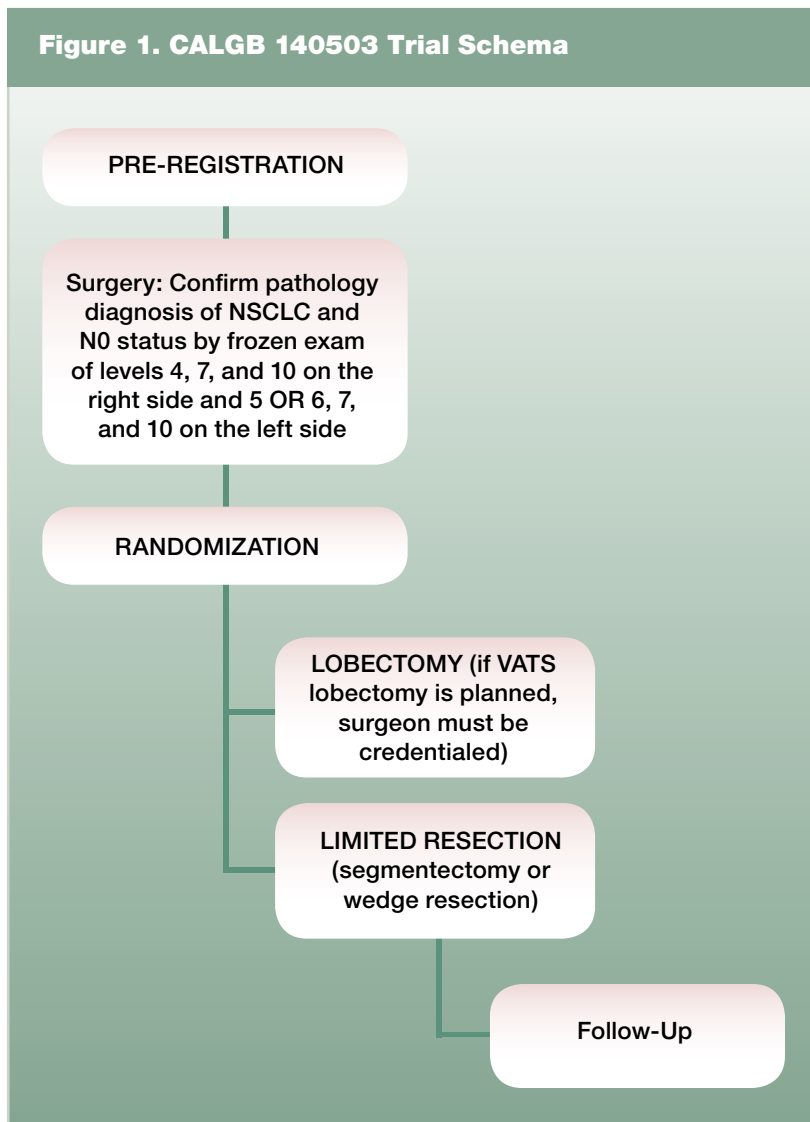 Figure 1. CALGB 140503 Trial Schema
PRE-REGISTRATION
Surgery: Confirm pathology
diagnosis of NSCLC and
N0 status by frozen exam
of levels 4, 7, and 10 on the
right side and 5 OR 6, 7,
and 10 on the left side
RANDOMIZATION
LOBECTOMY (if VATS
lobectomy is planned,
surgeon must be
credentialed)
LIMITED RESECTION
(segmentectomy or
wedge resection)
Follow-Up